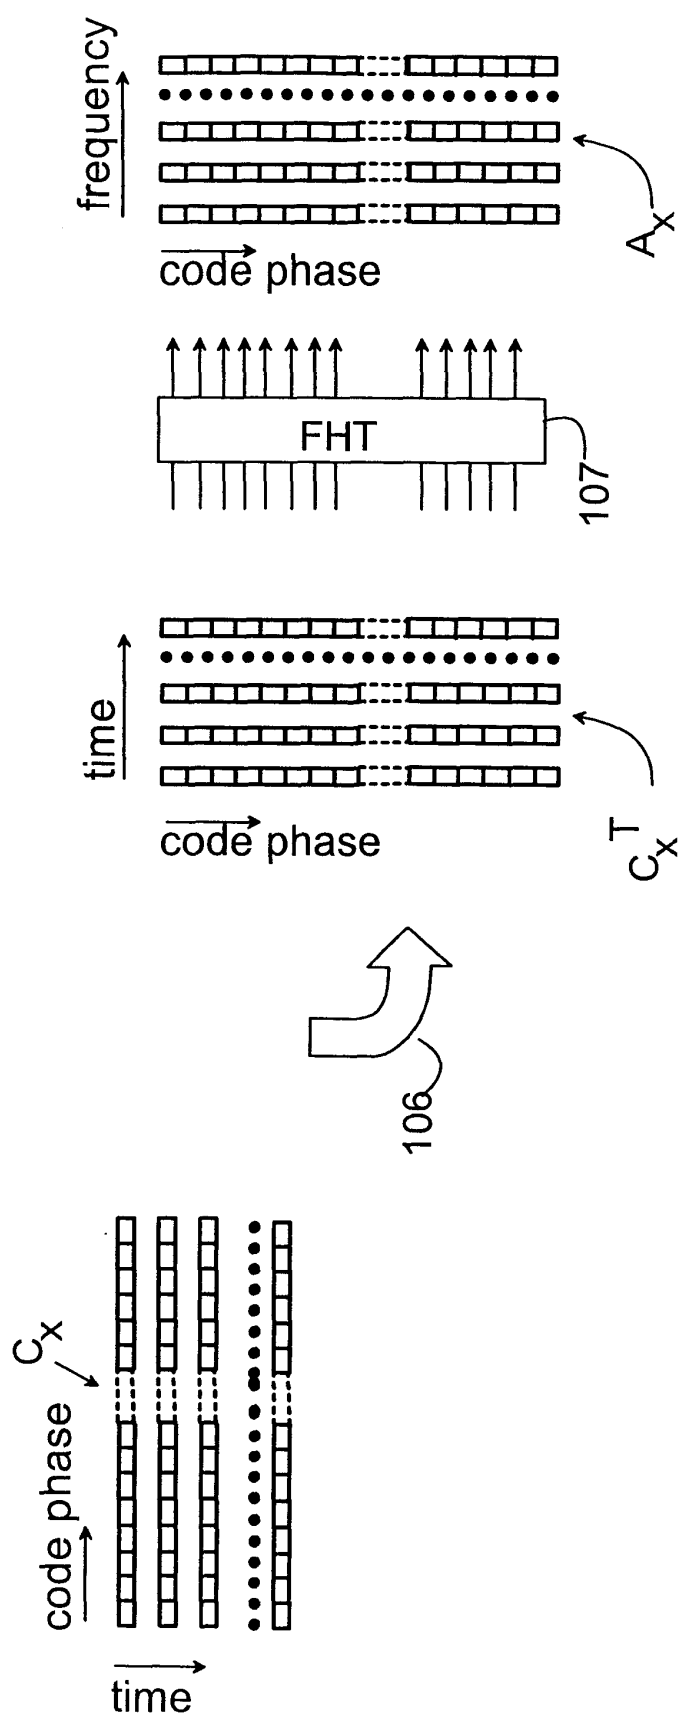 frequency
code phase
A_x
FHT
107
time
code phase
C_x^T
106
C_x
code phase
time